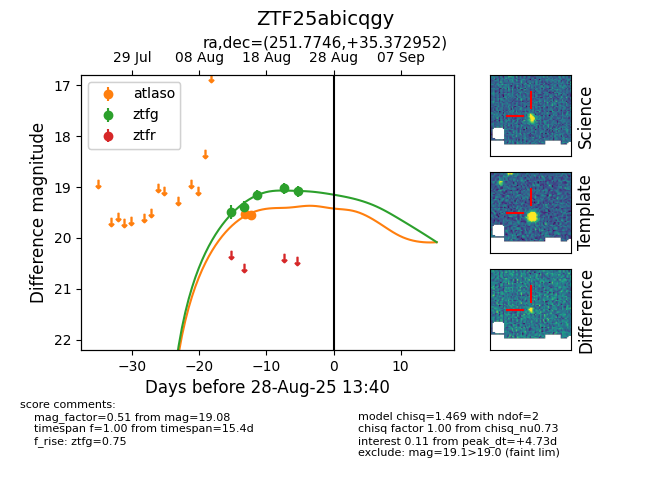 ZTF25abicqgy
ra,dec=(251.7746,+35.372952)
29 Jul 08 Aug 18 Aug 28 Aug 07 Sep
atlaso
ztfg
ztfr
17
18
19
20
21
22
Difference magnitude
−30 −20 −10 0 10
Days before 28-Aug-25 13:40
Science
Template
Difference
score comments:
mag_factor=0.51 from mag=19.08
timespan f=1.00 from timespan=15.4d
f_rise: ztfg=0.75
model chisq=1.469 with ndof=2
chisq factor 1.00 from chisq_nu0.73
interest 0.11 from peak_dt=+4.73d
exclude: mag=19.1>19.0 (faint lim)